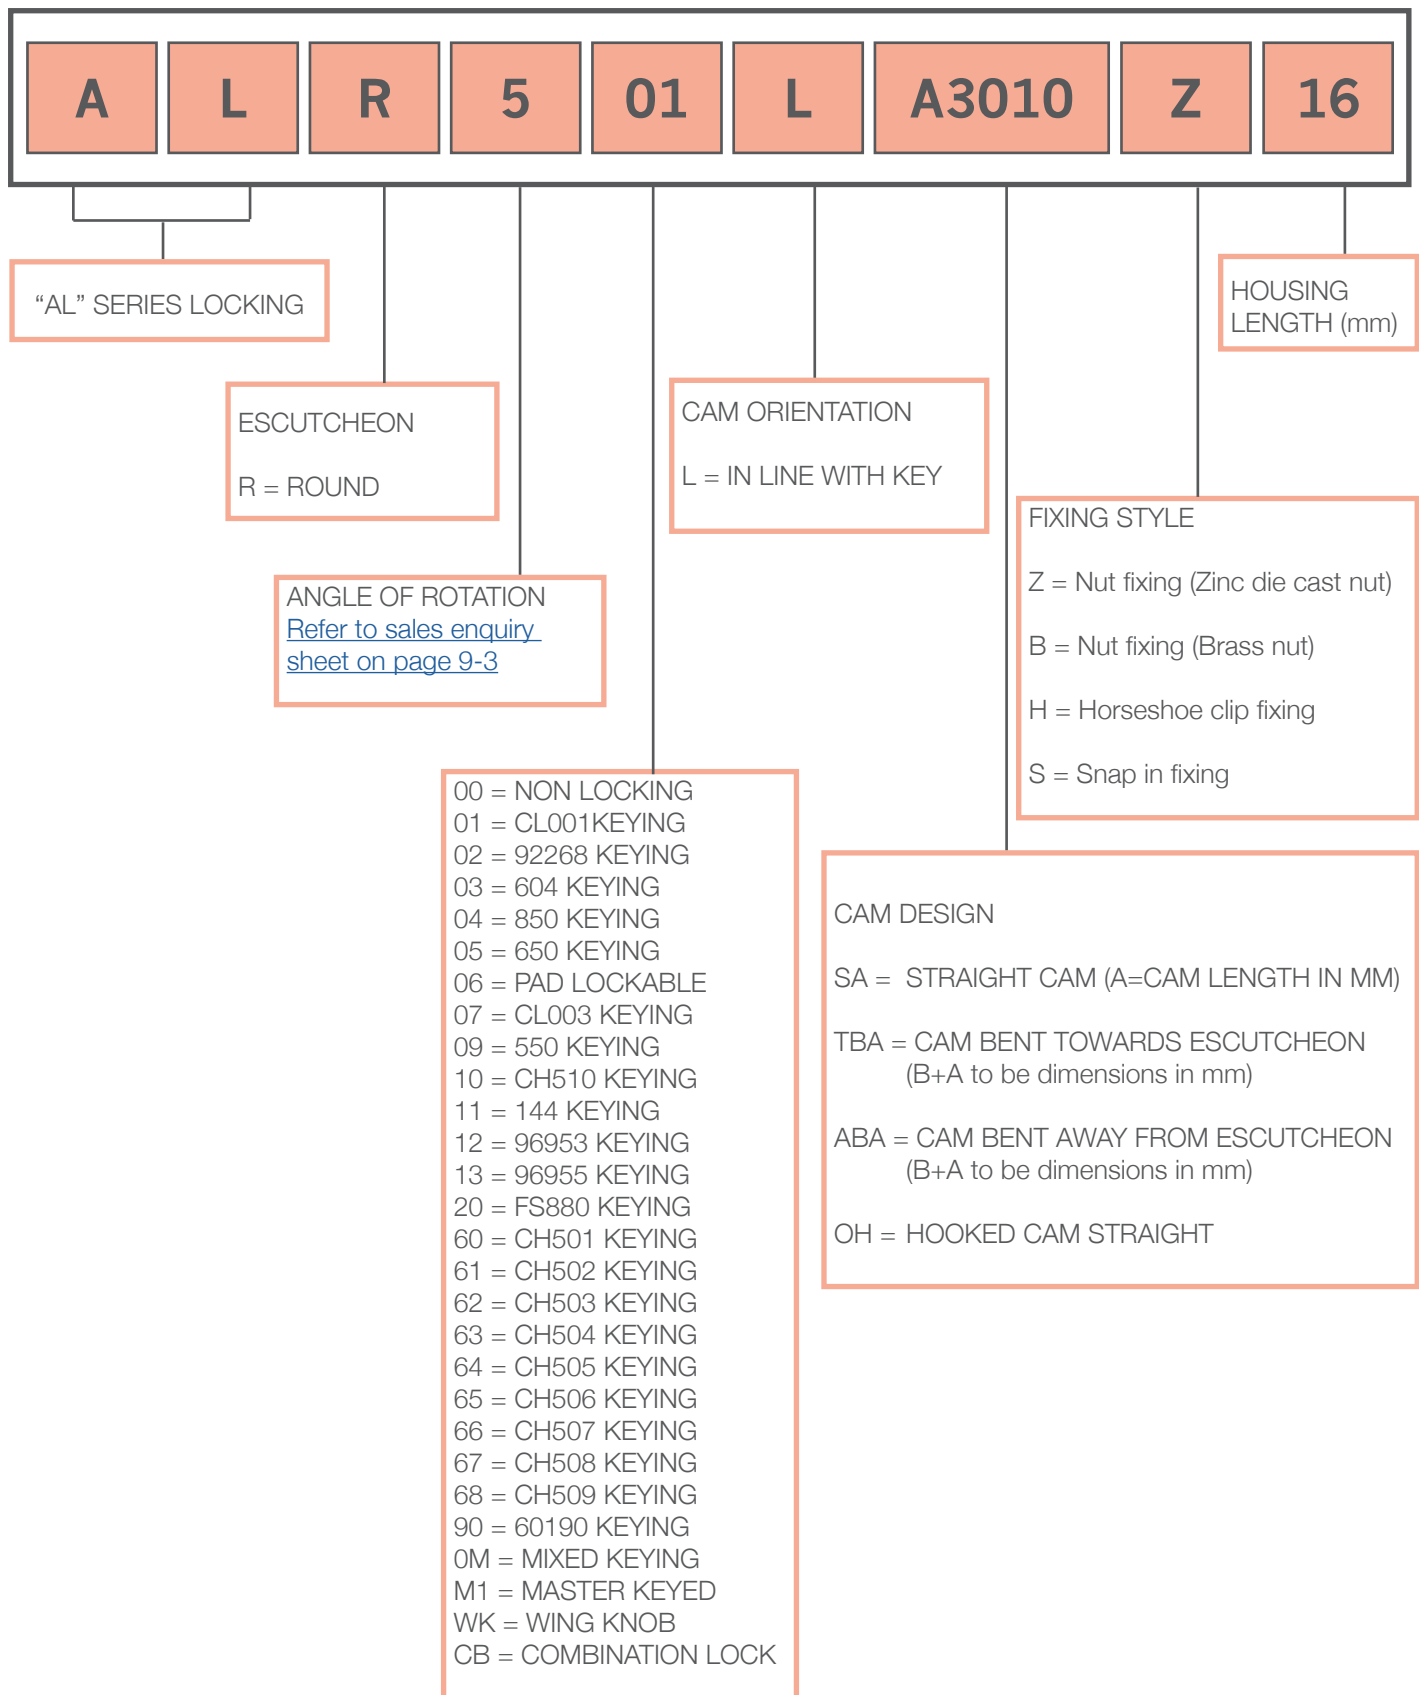 A L R 5 01 L A3010 Z 16
“AL” SERIES LOCKING
HOUSING
LENGTH (mm)
ESCUTCHEON
R = ROUND
CAM ORIENTATION
L = IN LINE WITH KEY
FIXING STYLE
Z = Nut fixing (Zinc die cast nut)
B = Nut fixing (Brass nut)
H = Horseshoe clip fixing
S = Snap in fixing
ANGLE OF ROTATION
Refer to sales enquiry
sheet on page 9-3
00 = NON LOCKING
01 = CL001KEYING
02 = 92268 KEYING
03 = 604 KEYING
04 = 850 KEYING
05 = 650 KEYING
06 = PAD LOCKABLE
07 = CL003 KEYING
09 = 550 KEYING
10 = CH510 KEYING
11 = 144 KEYING
12 = 96953 KEYING
13 = 96955 KEYING
20 = FS880 KEYING
60 = CH501 KEYING
61 = CH502 KEYING
62 = CH503 KEYING
63 = CH504 KEYING
64 = CH505 KEYING
65 = CH506 KEYING
66 = CH507 KEYING
67 = CH508 KEYING
68 = CH509 KEYING
90 = 60190 KEYING
0M = MIXED KEYING
M1 = MASTER KEYED
WK = WING KNOB
CB = COMBINATION LOCK
CAM DESIGN
SA = STRAIGHT CAM (A=CAM LENGTH IN MM)
TBA = CAM BENT TOWARDS ESCUTCHEON
(B+A to be dimensions in mm)
ABA = CAM BENT AWAY FROM ESCUTCHEON
(B+A to be dimensions in mm)
OH = HOOKED CAM STRAIGHT